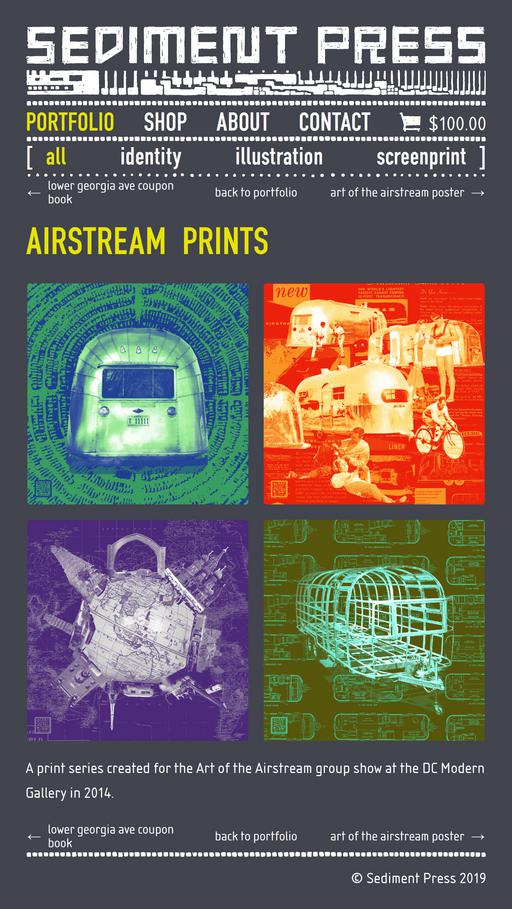 SEDIMENT PRESS
PORTFOLIO SHOP ABOUT CONTACT $100.00
[ all identity illustration screenprint ]
← lower georgia ave coupon book back to portfolio art of the airstream poster →
AIRSTREAM PRINTS
new
LINER
A print series created for the Art of the Airstream group show at the DC Modern
Gallery in 2014.
← lower georgia ave coupon book back to portfolio art of the airstream poster →
© Sediment Press 2019